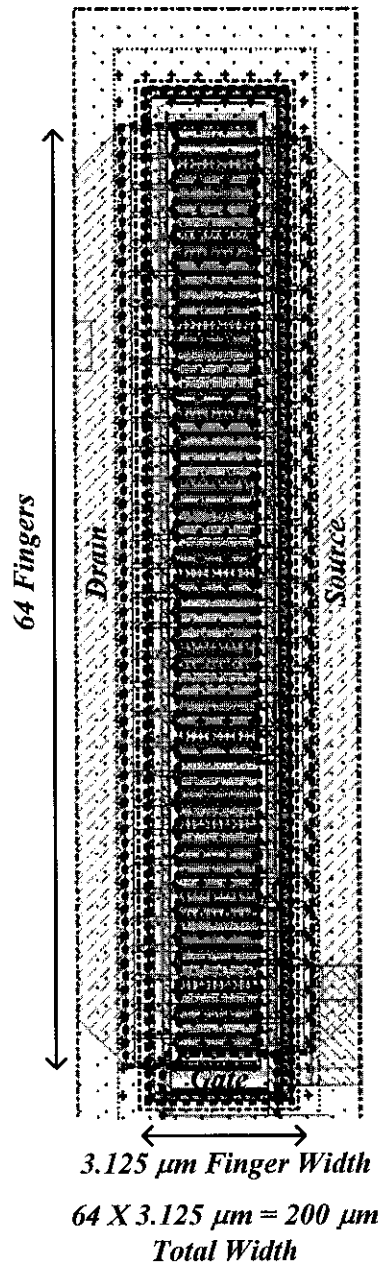 64 Fingers
Drain
Source
Gate
3.125 μm Finger Width
64 X 3.125 μm = 200 μm
Total Width